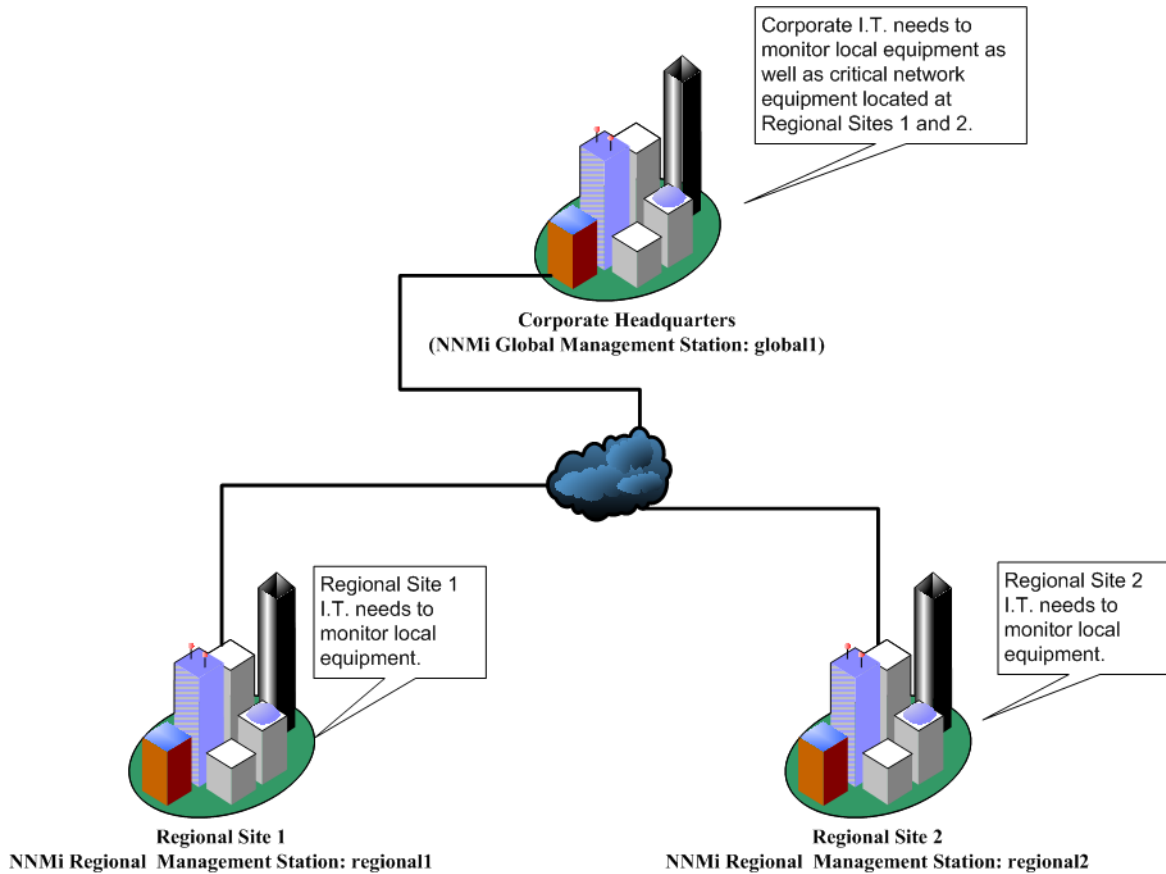 Corporate I.T. needs to
monitor local equipment as
well as critical network
equipment located at
Regional Sites 1 and 2.
Corporate Headquarters
(NNMi Global Management Station: global1)
Regional Site 1
I.T. needs to
monitor local
equipment.
Regional Site 2
I.T. needs to
monitor local
equipment.
Regional Site 1
NNMi Regional  Management Station: regional1
Regional Site 2
NNMi Regional  Management Station: regional2